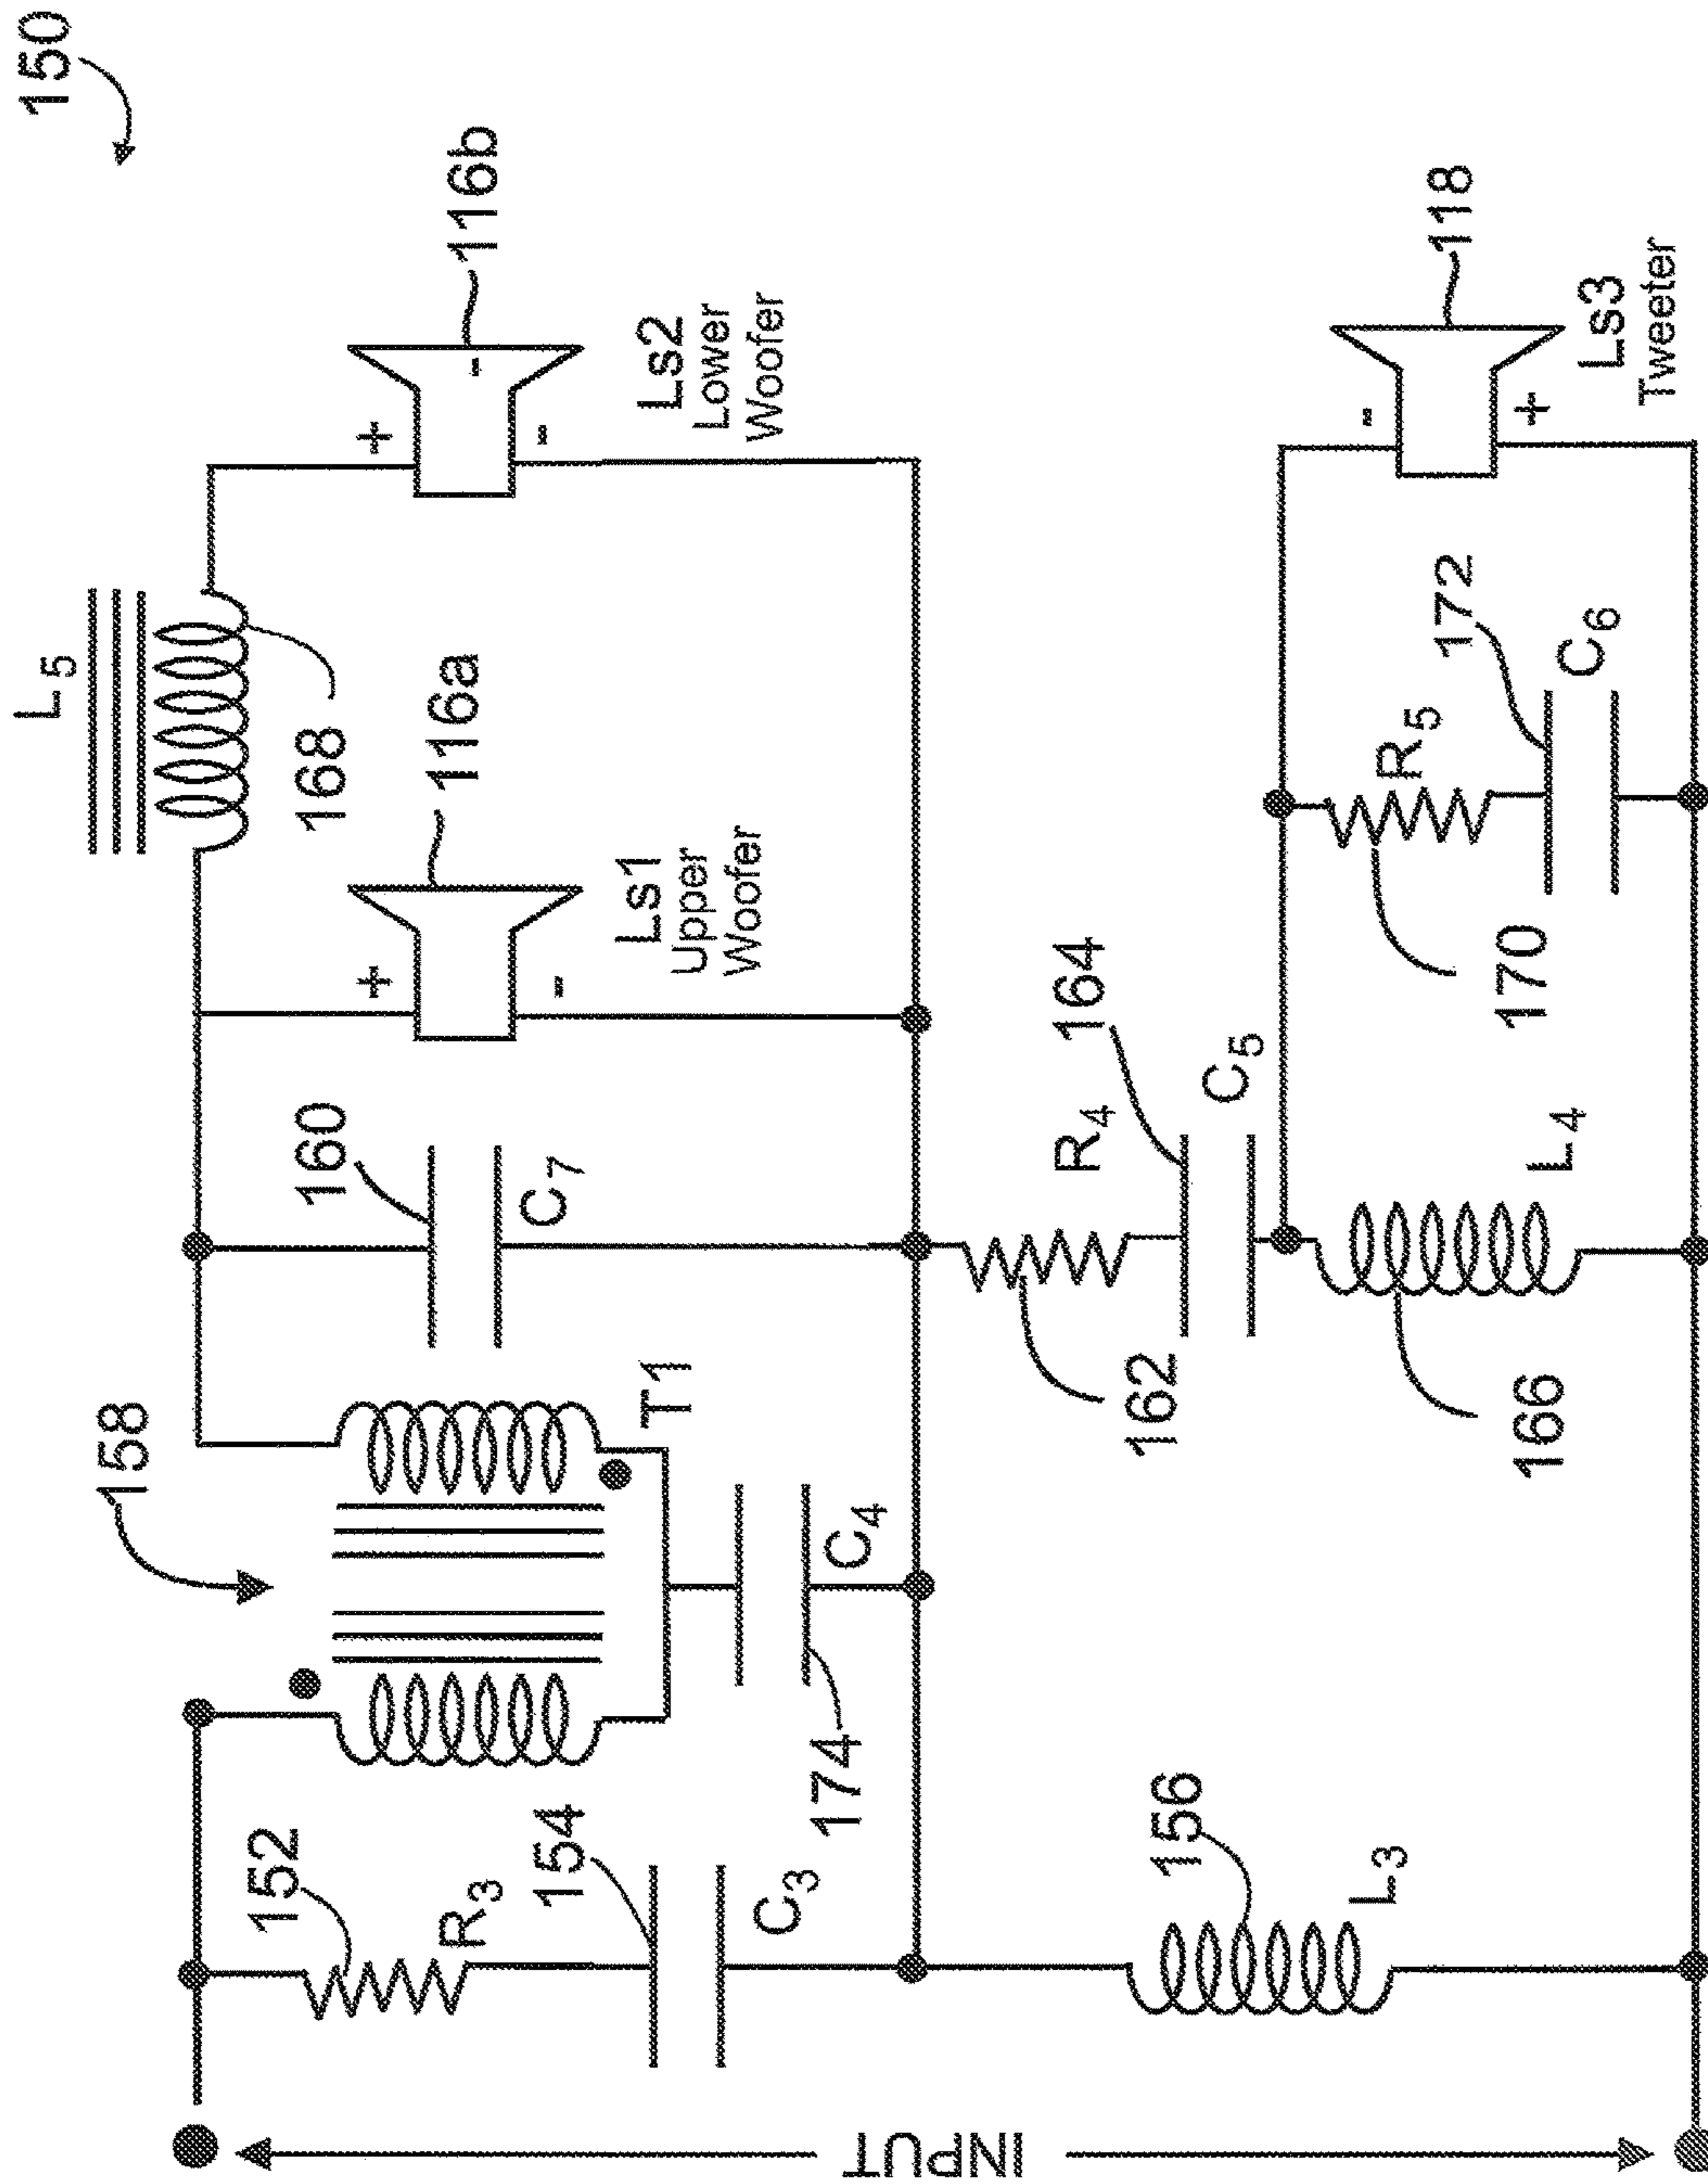 150
L5
168
116a
116b
+
-
-
Ls2
Lower
Woofer
+
-
Ls1
Upper
Woofer
158
T1
160
C7
152
R3
154
C3
174
C4
162
R4
164
C5
156
L3
166
L4
170
R5
172
C6
118
-
+
Ls3
Tweeter
INPUT